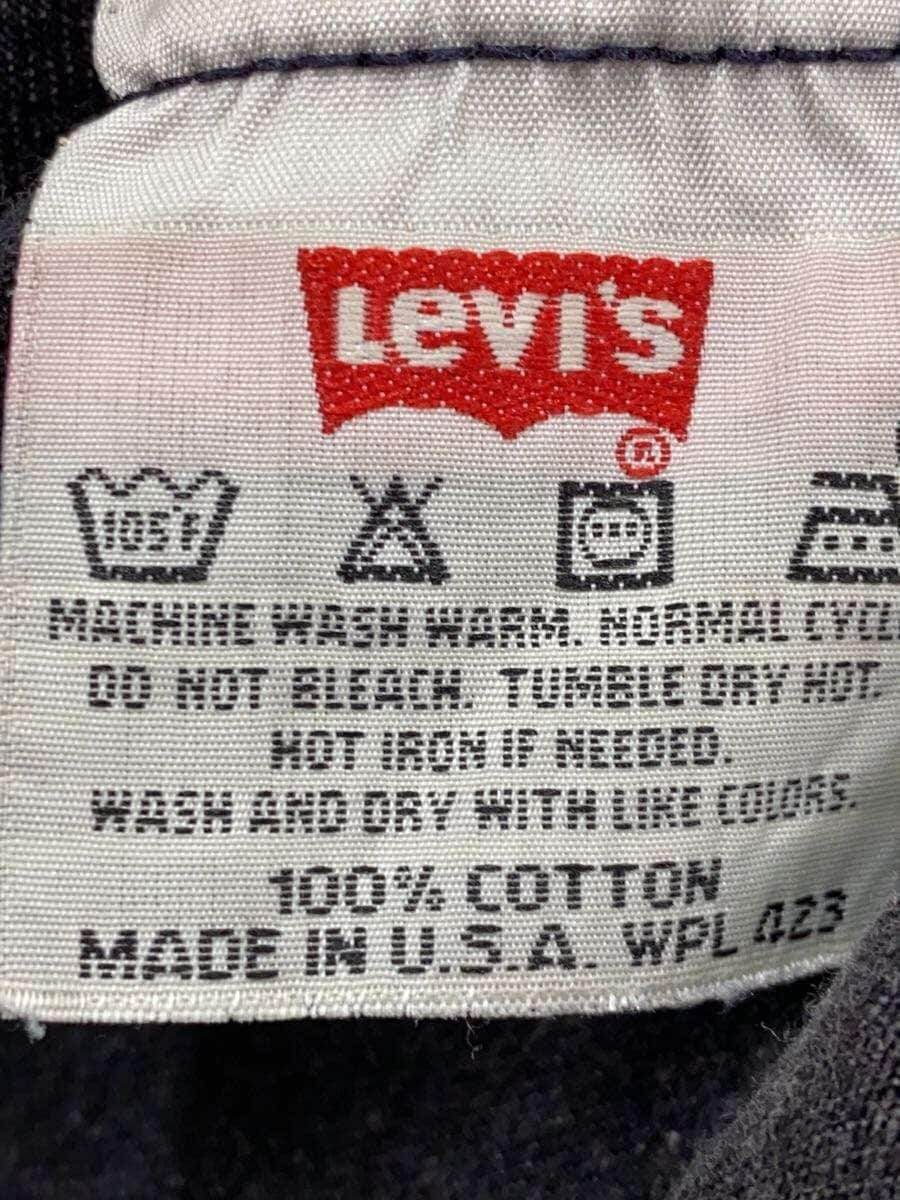 Levi's
®
105°F
MACHINE WASH WARM. NORMAL CYCLE
DO NOT BLEACH. TUMBLE DRY HOT.
HOT IRON IF NEEDED.
WASH AND DRY WITH LIKE COLORS.
100% COTTON
MADE IN U.S.A. WPL 423